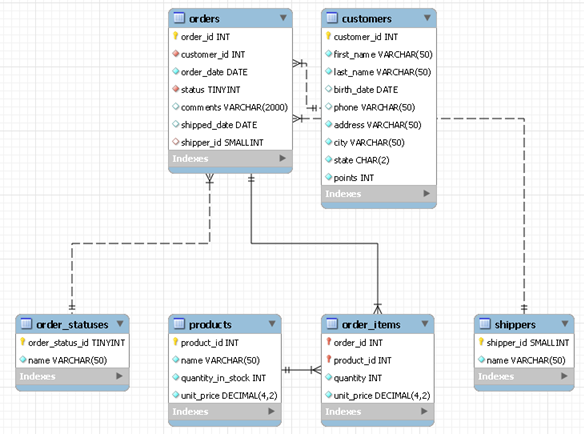 orders
order_id INT
customer_id INT
order_date DATE
status TINYINT
comments VARCHAR(2000)
shipped_date DATE
shipper_id SMALLINT
Indexes
customers
customer_id INT
first_name VARCHAR(50)
last_name VARCHAR(50)
birth_date DATE
phone VARCHAR(50)
address VARCHAR(50)
city VARCHAR(50)
state CHAR(2)
points INT
Indexes
order_statuses
order_status_id TINYINT
name VARCHAR(50)
Indexes
products
product_id INT
name VARCHAR(50)
quantity_in_stock INT
unit_price DECIMAL(4,2)
Indexes
order_items
order_id INT
product_id INT
quantity INT
unit_price DECIMAL(4,2)
Indexes
shippers
shipper_id SMALLINT
name VARCHAR(50)
Indexes